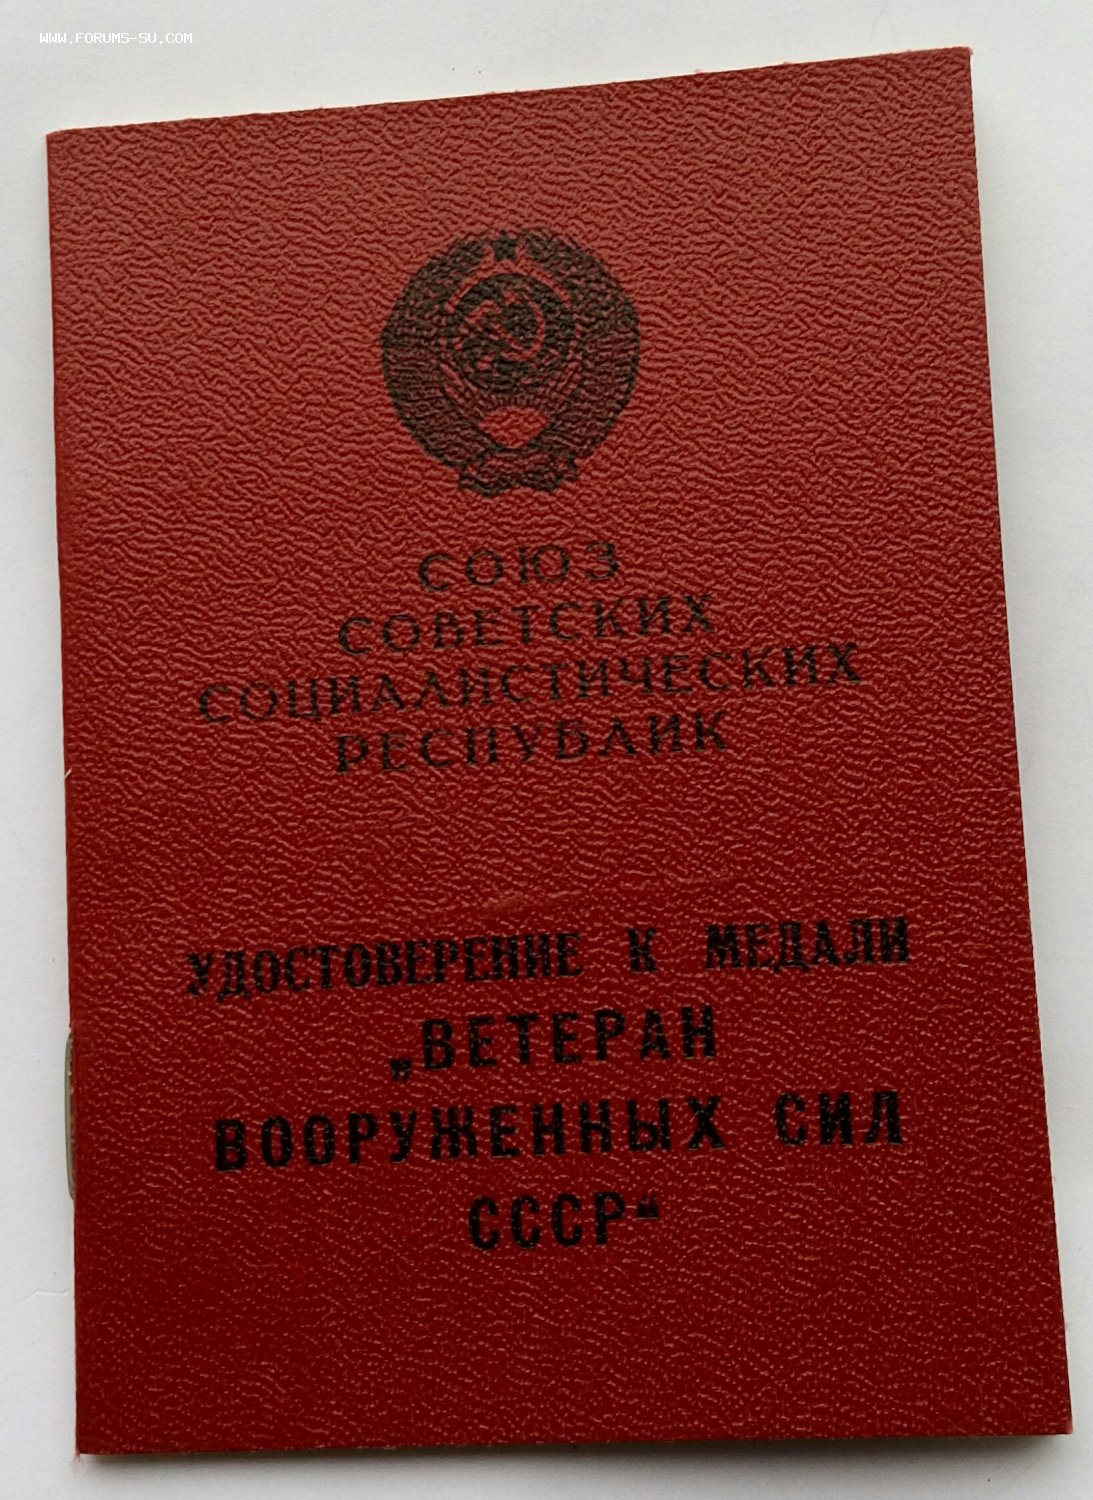 WWW.FORUMS-SU.COM
СОЮЗ
СОВЕТСКИХ
СОЦИАЛИСТИЧЕСКИХ
РЕСПУБЛИК
УДОСТОВЕРЕНИЕ К МЕДАЛИ
„ВЕТЕРАН
ВООРУЖЕННЫХ СИЛ
СССР“